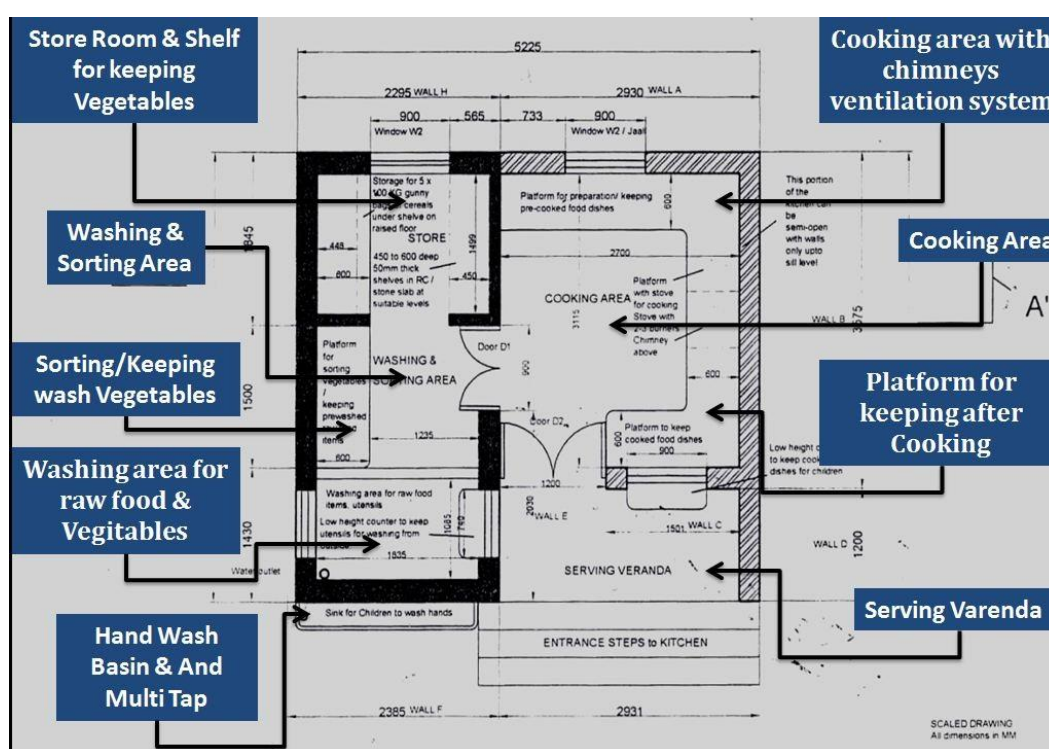 Store Room & Shelf
for keeping
Vegetables
Cooking area with
chimneys
ventilation system
5225
2295 WALL H
2930 WALL A
900
565
733
900
Window W2
Window W2 / Jaali
Storage for 5 x
100 KG gunny
bags cereals
under shelve on
raised floor
STORE
450 to 600 deep
50mm thick
shelves in RC /
stone slab at
suitable levels
448
600
1499
450
1845
Platform for preparation/ keeping
pre-cooked food dishes
600
This portion
of the
kitchen can
be
semi-open
with walls
only upto
sill level
Washing &
Sorting Area
Cooking Area
2700
COOKING AREA
3115
Platform
with stove
for cooking
Stove with
2-3 burners
Chimney
above
WALL B
3575
A'
Sorting/Keeping
wash Vegetables
1500
Platform
for
sorting
vegetables
/
keeping
prewashed
items
WASHING &
SORTING AREA
Door D1
900
1235
600
600
Platform for
keeping after
Cooking
Door D2
600
Platform to keep
cooked food dishes
900
Low height
to keep
dishes for children
Washing area for
raw food &
Vegitables
1430
Washing area for raw food
items, utensils
Low height counter to keep
utensils for washing from
1835
1085
740
1200
2030
WALL E
1501 WALL C
WALL D
1200
Water outlet
SERVING VERANDA
Serving Varenda
Sink for Children to wash hands
Hand Wash
Basin & And
Multi Tap
ENTRANCE STEPS to KITCHEN
2385 WALL F
2931
SCALED DRAWING
All dimensions in MM